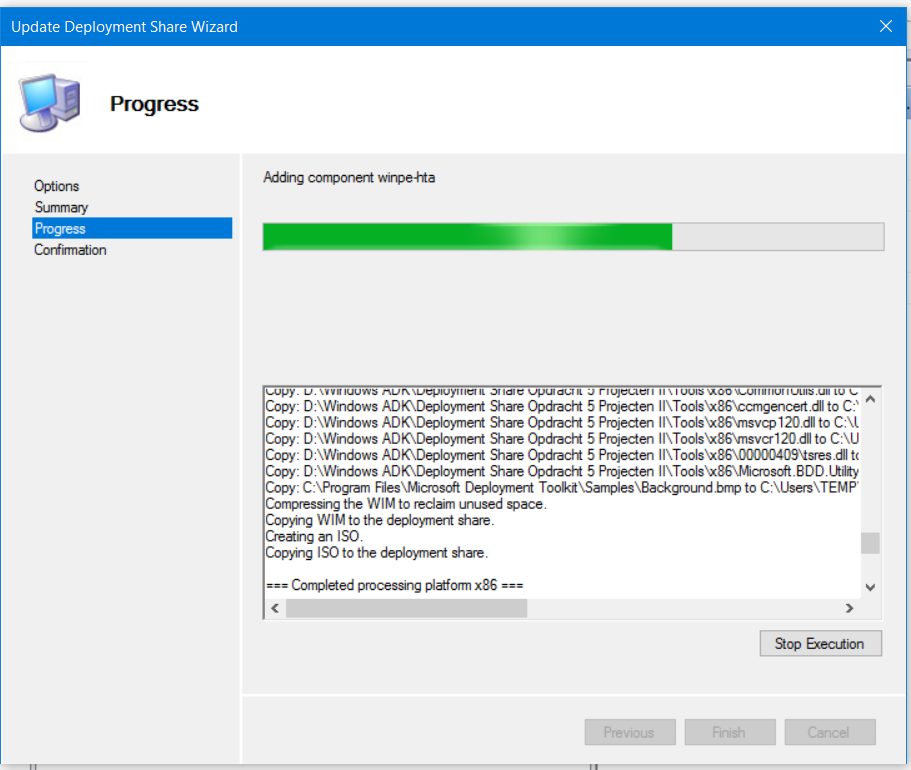 Update Deployment Share Wizard
Progress
Options
Summary
Progress
Confirmation
Adding component winpe-hta
Copy: D:\Windows ADK\Deployment Share Opdracht 5 Projecten II\Tools\x86\CommonUtils.dll to C
Copy: D:\Windows ADK\Deployment Share Opdracht 5 Projecten II\Tools\x86\ccmgencert.dll to C:\
Copy: D:\Windows ADK\Deployment Share Opdracht 5 Projecten II\Tools\x86\msvcp120.dll to C:\U
Copy: D:\Windows ADK\Deployment Share Opdracht 5 Projecten II\Tools\x86\msvcr120.dll to C:\U
Copy: D:\Windows ADK\Deployment Share Opdracht 5 Projecten II\Tools\x86\00000409\tsres.dll to
Copy: D:\Windows ADK\Deployment Share Opdracht 5 Projecten II\Tools\x86\Microsoft.BDD.Utility
Copy: C:\Program Files\Microsoft Deployment Toolkit\Samples\Background.bmp to C:\Users\TEMP
Compressing the WIM to reclaim unused space.
Copying WIM to the deployment share.
Creating an ISO.
Copying ISO to the deployment share.
=== Completed processing platform x86 ===
Stop Execution
Previous
Finish
Cancel